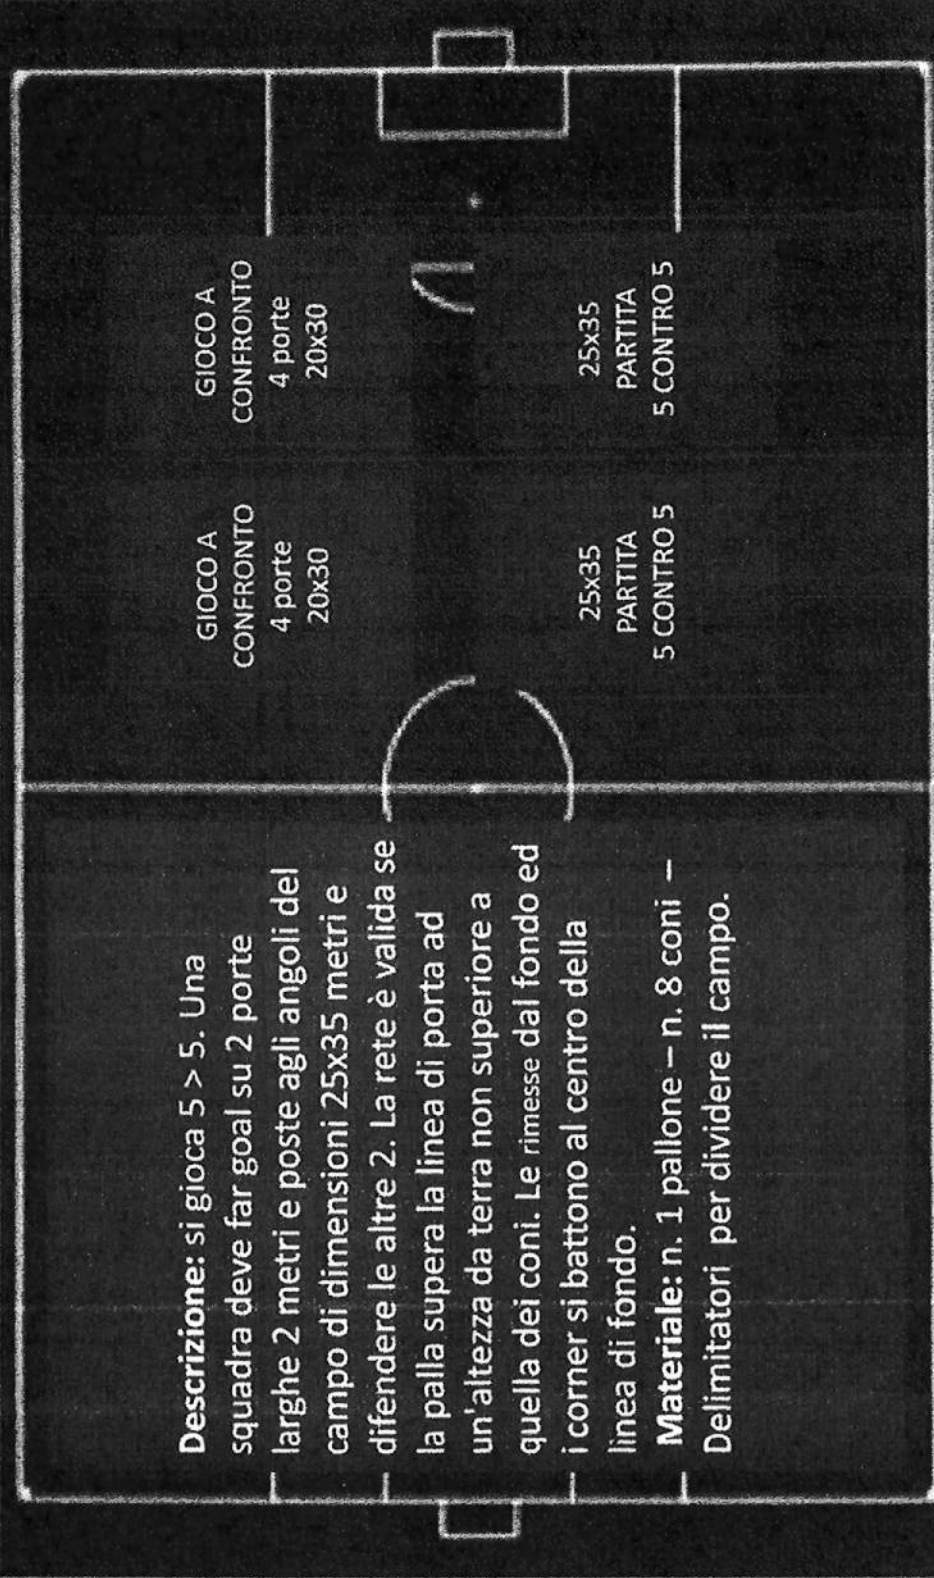 Descrizione: si gioca 5 > 5. Una
squadra deve far goal su 2 porte
larghe 2 metri e poste agli angoli del
campo di dimensioni 25x35 metri e
difendere le altre 2. La rete è valida se
la palla supera la linea di porta ad
un'altezza da terra non superiore a
quella dei coni. Le rimesse dal fondo ed
i corner si battono al centro della
linea di fondo.
Materiale: n. 1 pallone – n. 8 coni –
Delimitatori per dividere il campo.
GIOCO A
CONFRONTO
4 porte
20x30
GIOCO A
CONFRONTO
4 porte
20x30
25x35
PARTITA
5 CONTRO 5
25x35
PARTITA
5 CONTRO 5